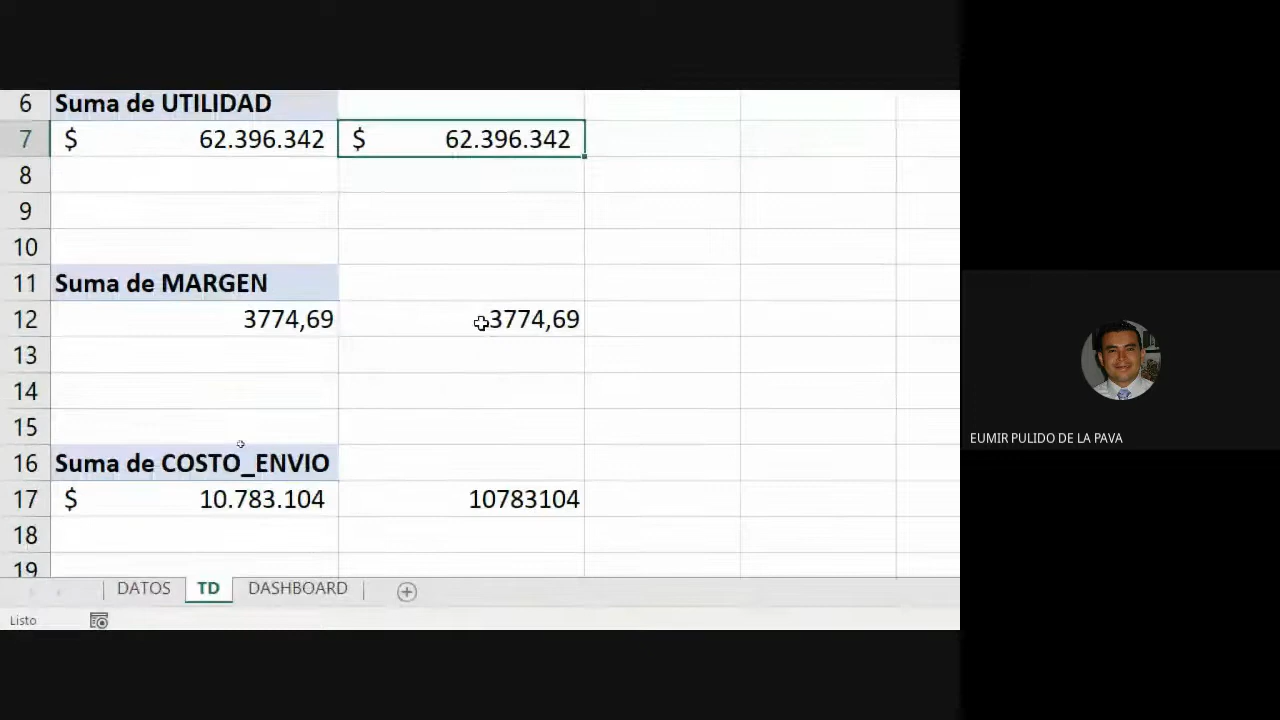 6 Suma de UTILIDAD
7 $ 62.396.342 $ 62.396.342
8
9
10
11 Suma de MARGEN
12 3774,69 3774,69
13
14
15
16 Suma de COSTO_ENVIO
17 $ 10.783.104 10783104
18
19
DATOS TD DASHBOARD
Listo
EUMIR PULIDO DE LA PAVA